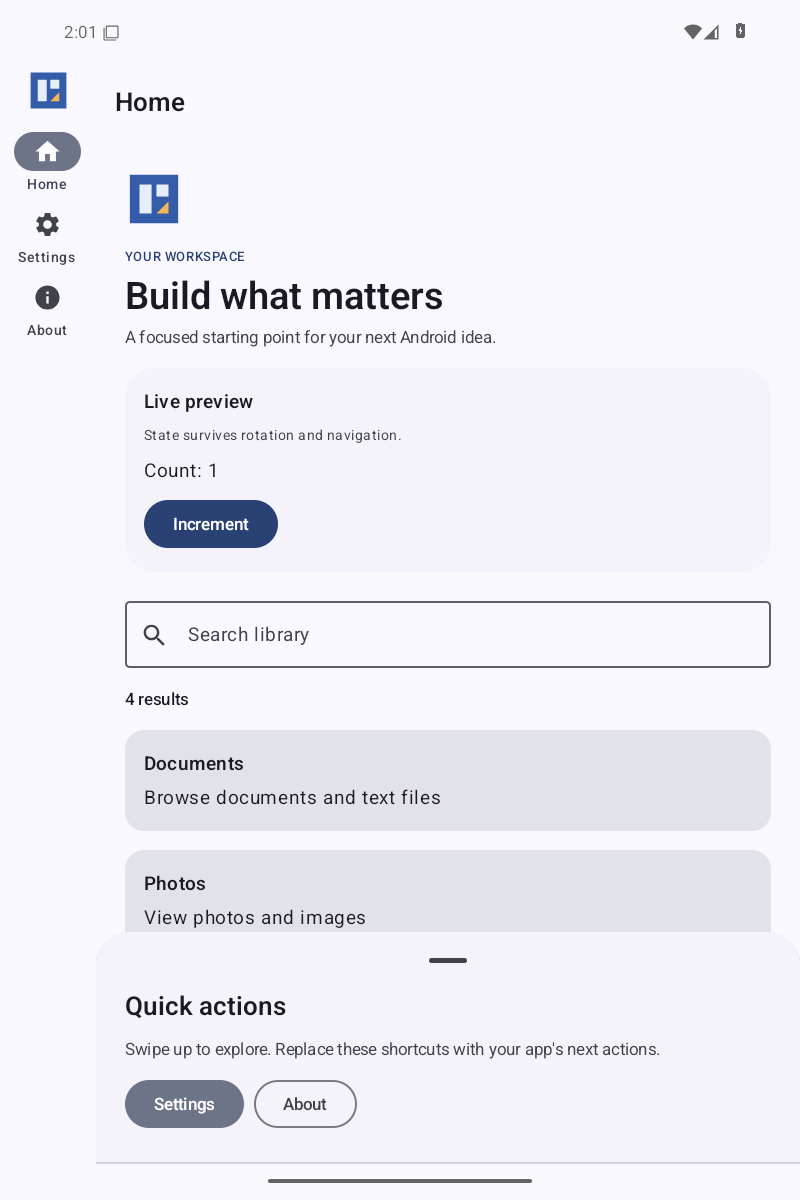 2:01
Home
Home
Settings
About
YOUR WORKSPACE
Build what matters
A focused starting point for your next Android idea.
Live preview
State survives rotation and navigation.
Count: 1
Increment
Search library
4 results
Documents
Browse documents and text files
Photos
View photos and images
Quick actions
Swipe up to explore. Replace these shortcuts with your app's next actions.
Settings
About